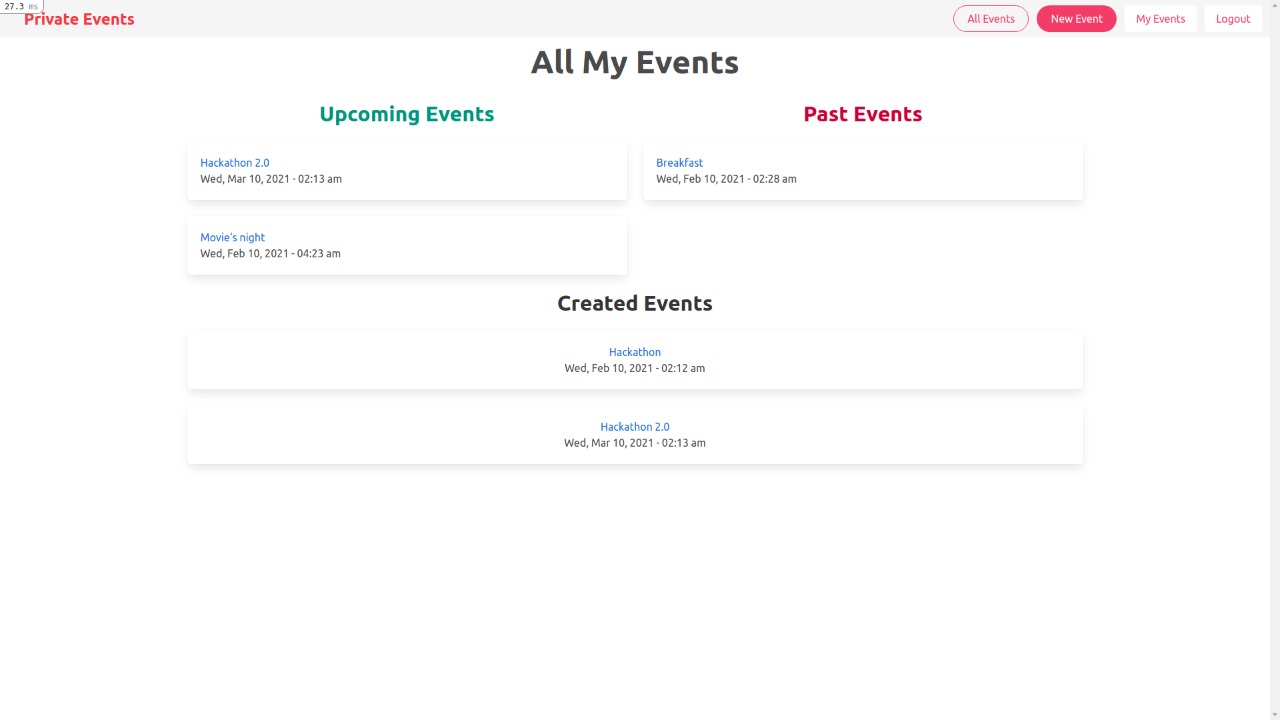 27.3 ms
Private Events
All Events
New Event
My Events
Logout
All My Events
Upcoming Events
Hackathon 2.0
Wed, Mar 10, 2021 - 02:13 am
Movie's night
Wed, Feb 10, 2021 - 04:23 am
Past Events
Breakfast
Wed, Feb 10, 2021 - 02:28 am
Created Events
Hackathon
Wed, Feb 10, 2021 - 02:12 am
Hackathon 2.0
Wed, Mar 10, 2021 - 02:13 am